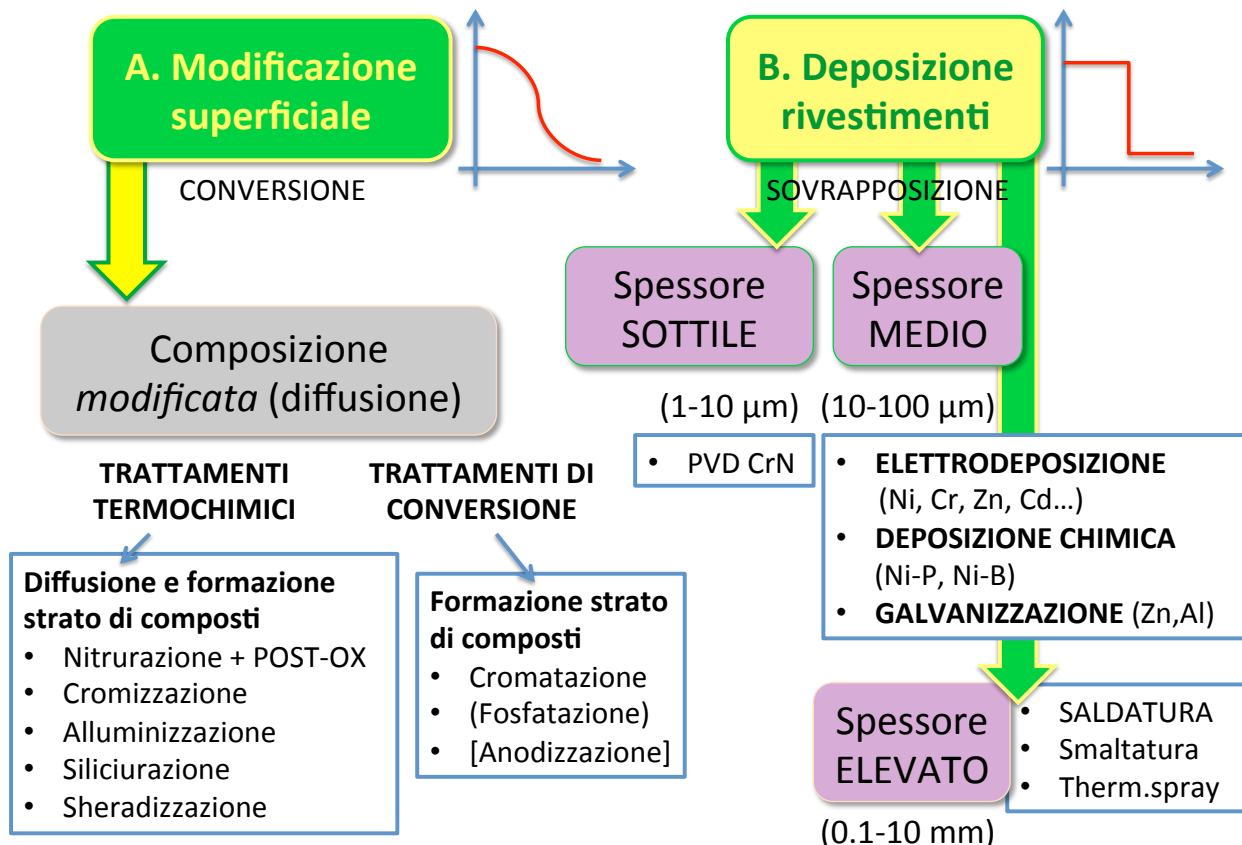 A. Modificazione
superficiale
CONVERSIONE
Composizione
modificata (diffusione)
TRATTAMENTI
TERMOCHIMICI
Diffusione e formazione
strato di composti
• Nitrurazione + POST-OX
• Cromizzazione
• Alluminizzazione
• Siliciurazione
• Sheradizzazione
TRATTAMENTI DI
CONVERSIONE
Formazione strato
di composti
• Cromatazione
• (Fosfatazione)
• [Anodizzazione]
B. Deposizione
rivestimenti
SOVRAPPOSIZIONE
Spessore
SOTTILE
(1-10 μm)
• PVD CrN
Spessore
MEDIO
(10-100 μm)
• ELETTRODEPOSIZIONE
(Ni, Cr, Zn, Cd…)
• DEPOSIZIONE CHIMICA
(Ni-P, Ni-B)
• GALVANIZZAZIONE (Zn,Al)
Spessore
ELEVATO
(0.1-10 mm)
• SALDATURA
• Smaltatura
• Therm.spray